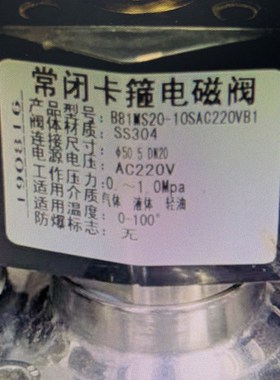 常闭卡箍电磁阀
产品型号: B81MS20-10SAC220VB1
阀体材质: SS304
连接尺寸: φ50.5 DN20
电源电压: AC220V
工作压力: 0.~1.0Mpa
适用介质: 气体 液体 轻油
适用温度: 0-100°
防爆标志: 无
190816